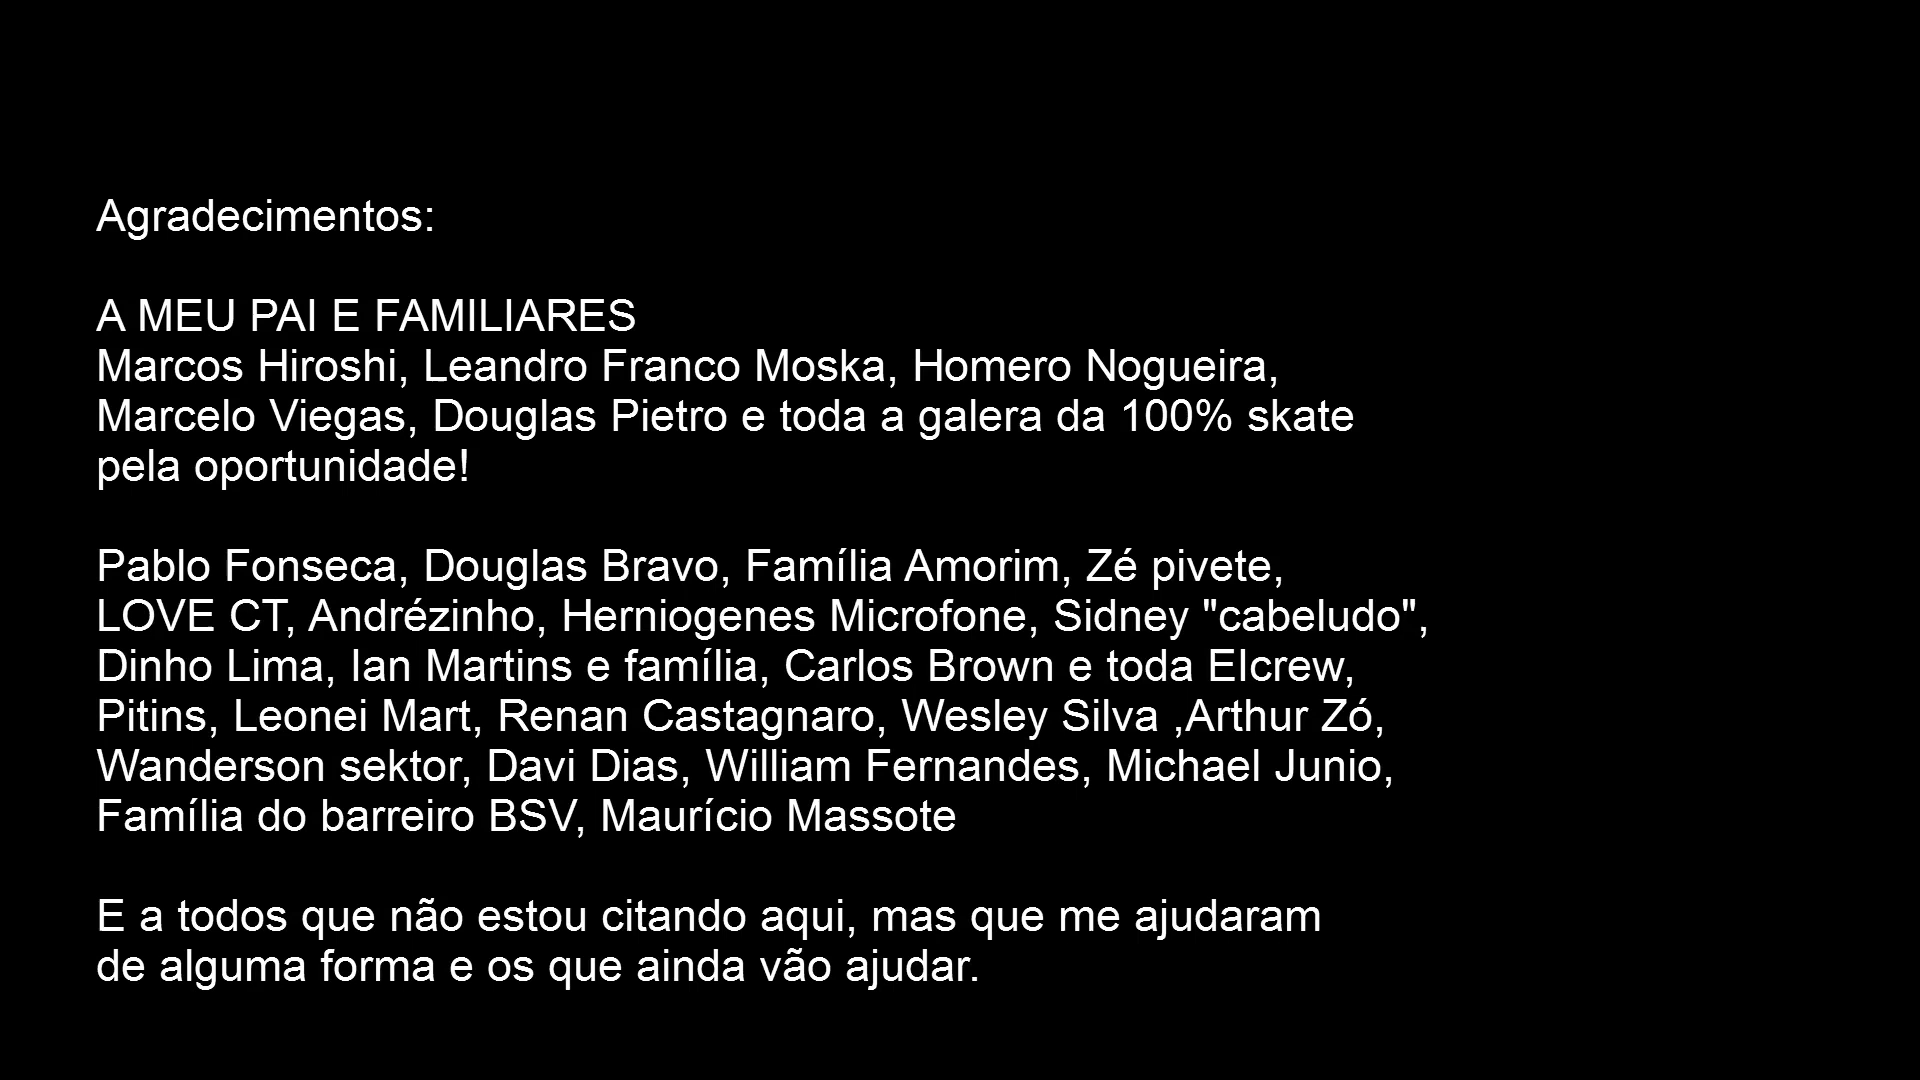 Agradecimentos:
A MEU PAI E FAMILIARES
Marcos Hiroshi, Leandro Franco Moska, Homero Nogueira,
Marcelo Viegas, Douglas Pietro e toda a galera da 100% skate
pela oportunidade!
Pablo Fonseca, Douglas Bravo, Família Amorim, Zé pivete,
LOVE CT, Andrézinho, Herniogenes Microfone, Sidney "cabeludo",
Dinho Lima, Ian Martins e família, Carlos Brown e toda Elcrew,
Pitins, Leonei Mart, Renan Castagnaro, Wesley Silva ,Arthur Zó,
Wanderson sektor, Davi Dias, William Fernandes, Michael Junio,
Família do barreiro BSV, Maurício Massote
E a todos que não estou citando aqui, mas que me ajudaram
de alguma forma e os que ainda vão ajudar.